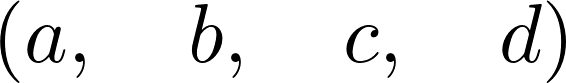 (a, b, c, d)